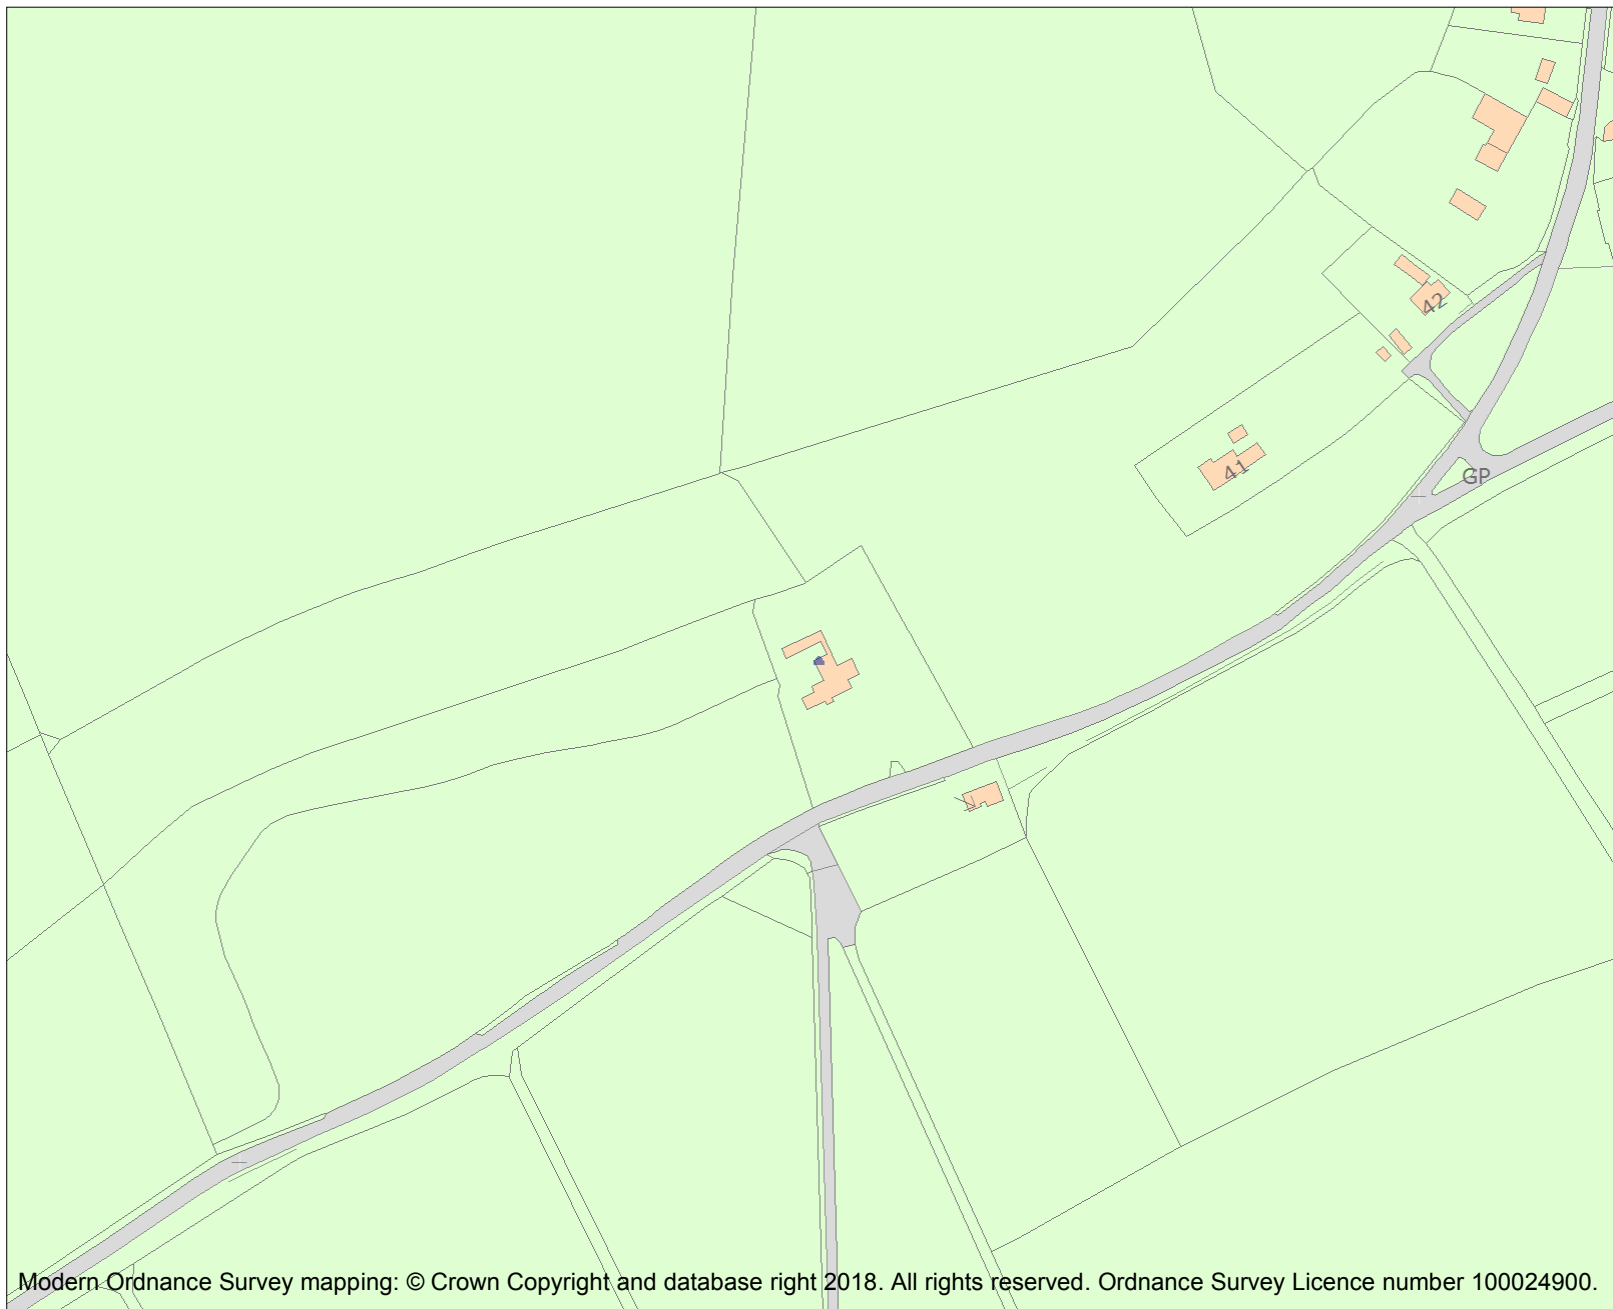 42
41
GP
Modern Ordnance Survey mapping: © Crown Copyright and database right 2018. All rights reserved. Ordnance Survey Licence number 100024900.